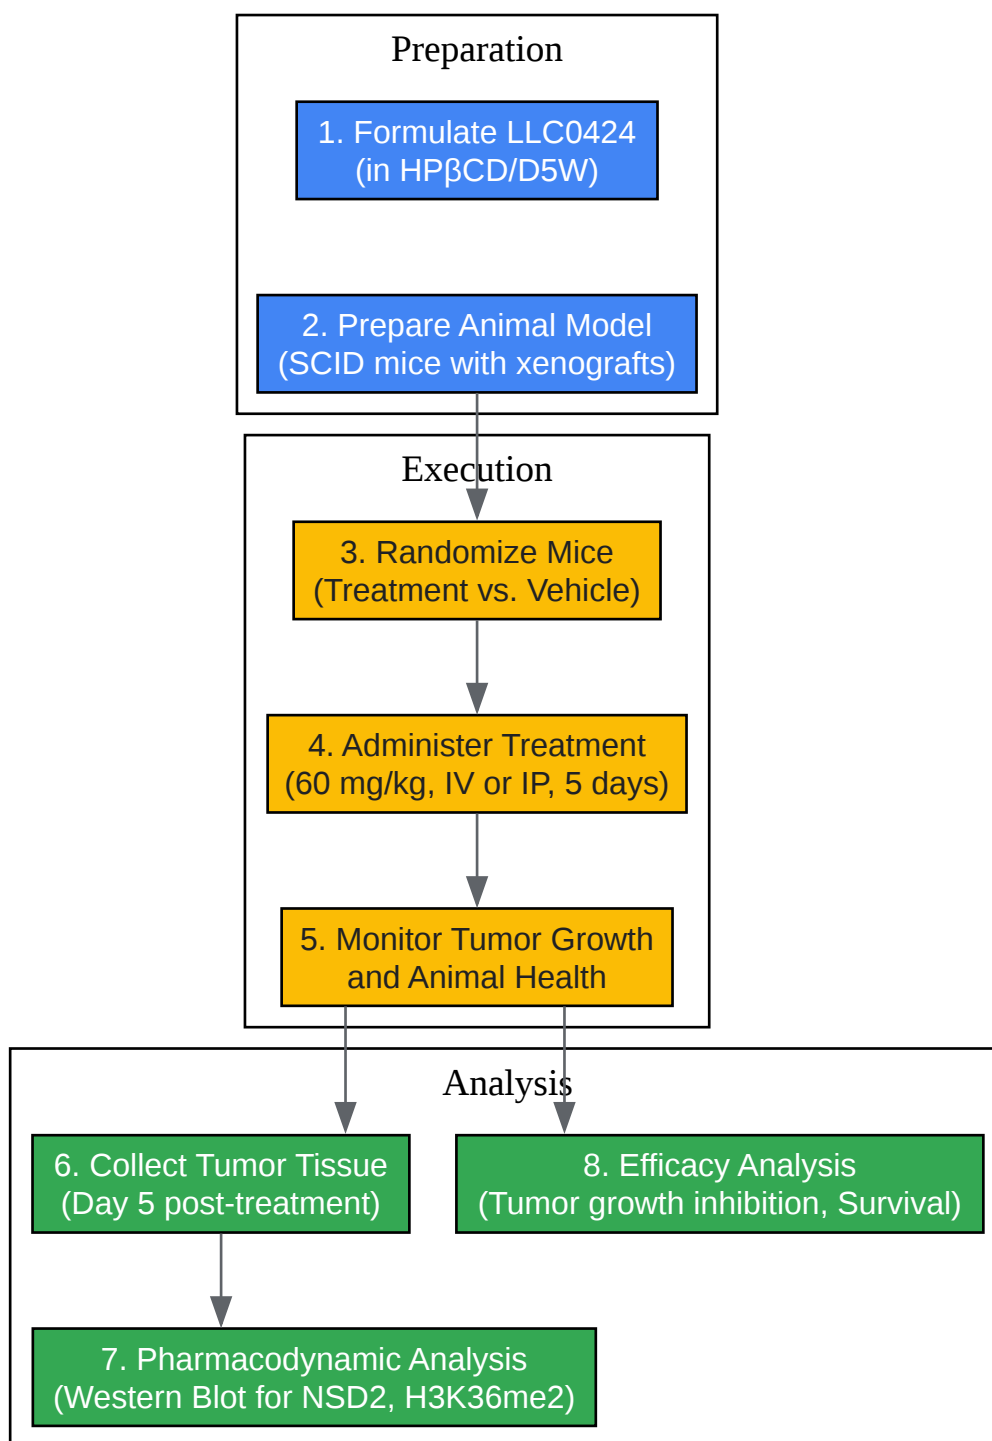 Preparation
1. Formulate LLC0424
(in HPβCD/D5W)
2. Prepare Animal Model
(SCID mice with xenografts)
Execution
3. Randomize Mice
(Treatment vs. Vehicle)
4. Administer Treatment
(60 mg/kg, IV or IP, 5 days)
5. Monitor Tumor Growth
and Animal Health
Analysis
6. Collect Tumor Tissue
(Day 5 post-treatment)
8. Efficacy Analysis
(Tumor growth inhibition, Survival)
7. Pharmacodynamic Analysis
(Western Blot for NSD2, H3K36me2)